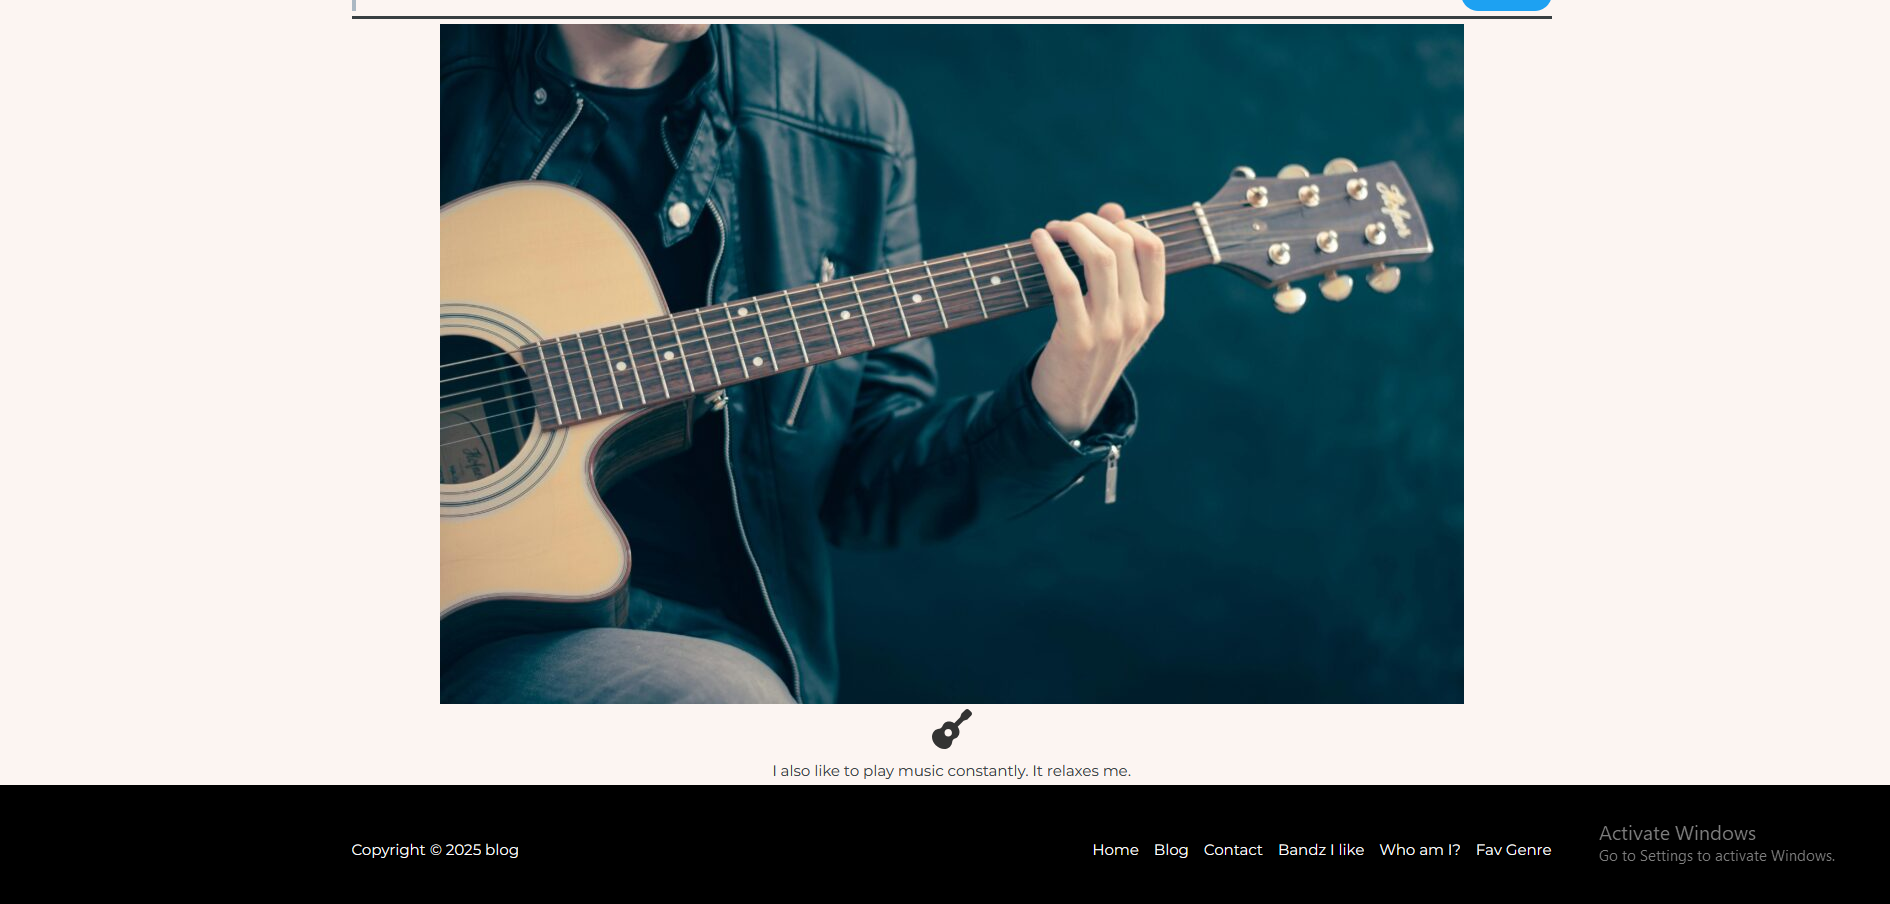 Höfner
I also like to play music constantly. It relaxes me.
Copyright © 2025 blog
Home Blog Contact Bandz I like Who am I? Fav Genre
Activate Windows
Go to Settings to activate Windows.